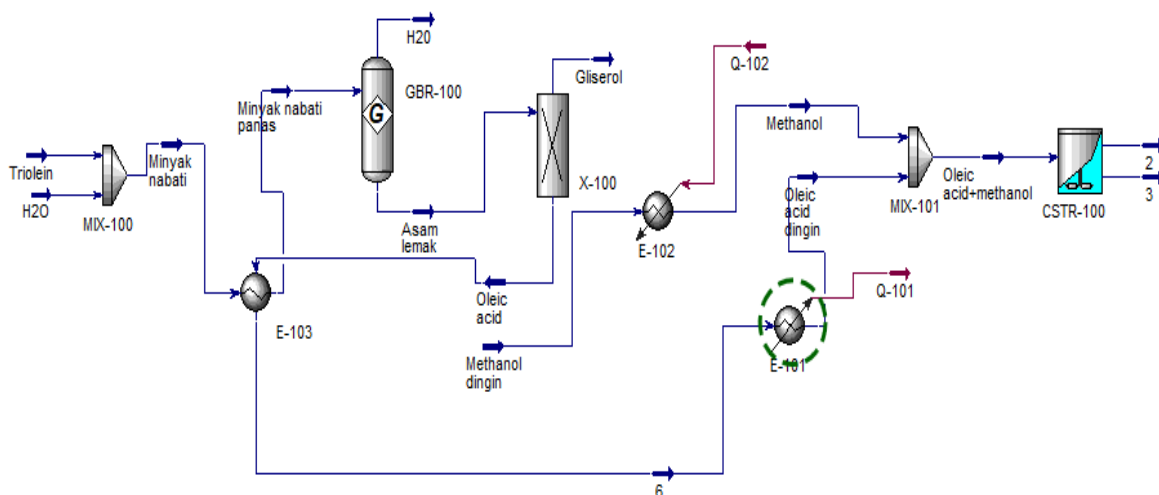 H20
GBR-100
G
Gliserol
Q-102
Minyak nabati
panas
Methanol
Triolein
Minyak
nabati
H2O
MIX-100
X-100
E-102
Oleic
acid
dingin
MIX-101
Oleic
acid+methanol
2
3
CSTR-100
Asam
lemak
E-103
Oleic
acid
Methanol
dingin
Q-101
E-101
6